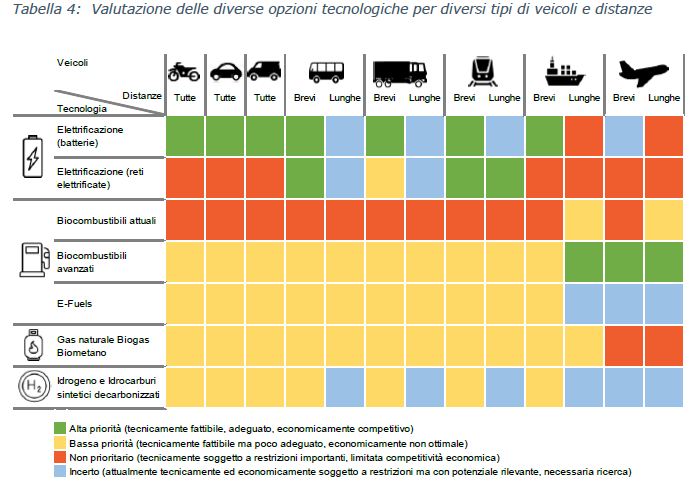 Tabella 4: Valutazione delle diverse opzioni tecnologiche per diversi tipi di veicoli e distanze
Veicoli
Distanze
Tecnologia
Tutte Tutte Tutte Brevi Lunghe Brevi Lunghe Brevi Lunghe Brevi Lunghe Brevi Lunghe
Elettrificazione
(batterie)
Elettrificazione (reti
elettrificate)
Biocombustibili attuali
Biocombustibili
avanzati
E-Fuels
Gas naturale Biogas
Biometano
H2
Idrogeno e Idrocarburi
sintetici decarbonizzati
Alta priorità (tecnicamente fattibile, adeguato, economicamente competitivo)
Bassa priorità (tecnicamente fattibile ma poco adeguato, economicamente non ottimale)
Non prioritario (tecnicamente soggetto a restrizioni importanti, limitata competitività economica)
Incerto (attualmente tecnicamente ed economicamente soggetto a restrizioni ma con potenziale rilevante, necessaria ricerca)